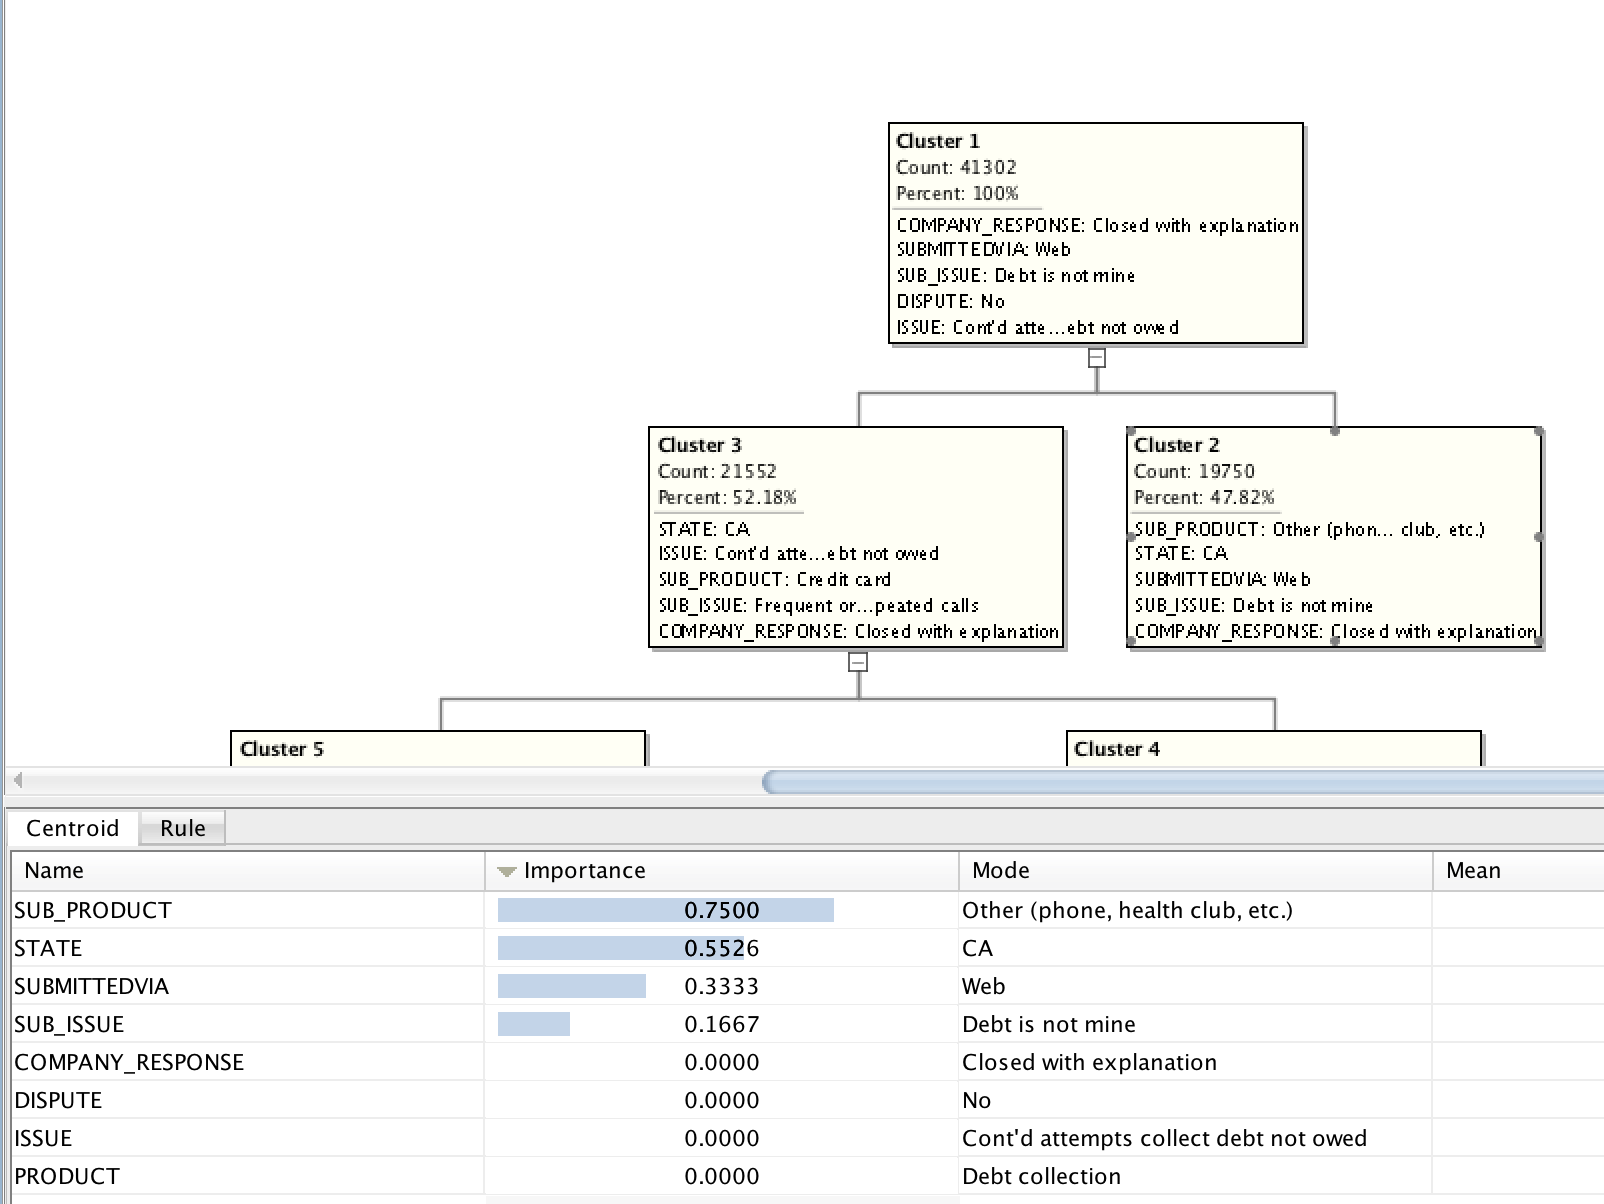 Cluster 1
Count: 41302
Percent: 100%
COMPANY_RESPONSE: Closed with explanation
SUBMITTEDVIA: Web
SUB_ISSUE: Debt is not mine
DISPUTE: No
ISSUE: Cont'd atte...ebt not owed
Cluster 3
Count: 21552
Percent: 52.18%
STATE: CA
ISSUE: Cont'd atte...ebt not owed
SUB_PRODUCT: Credit card
SUB_ISSUE: Frequent or...peated calls
COMPANY_RESPONSE: Closed with explanation
Cluster 2
Count: 19750
Percent: 47.82%
SUB_PRODUCT: Other (phon... club, etc.)
STATE: CA
SUBMITTEDVIA: Web
SUB_ISSUE: Debt is not mine
COMPANY_RESPONSE: Closed with explanation
Cluster 5
Cluster 4
Centroid Rule
Name Importance Mode Mean
SUB_PRODUCT 0.7500 Other (phone, health club, etc.)
STATE 0.5526 CA
SUBMITTEDVIA 0.3333 Web
SUB_ISSUE 0.1667 Debt is not mine
COMPANY_RESPONSE 0.0000 Closed with explanation
DISPUTE 0.0000 No
ISSUE 0.0000 Cont'd attempts collect debt not owed
PRODUCT 0.0000 Debt collection